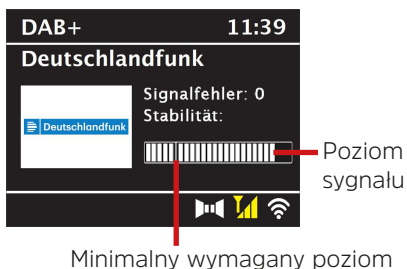 DAB+ 11:39
Deutschlandfunk
Signalfehler: 0
Stabilität:
Deutschlandfunk
Poziom
sygnału
Minimalny wymagany poziom